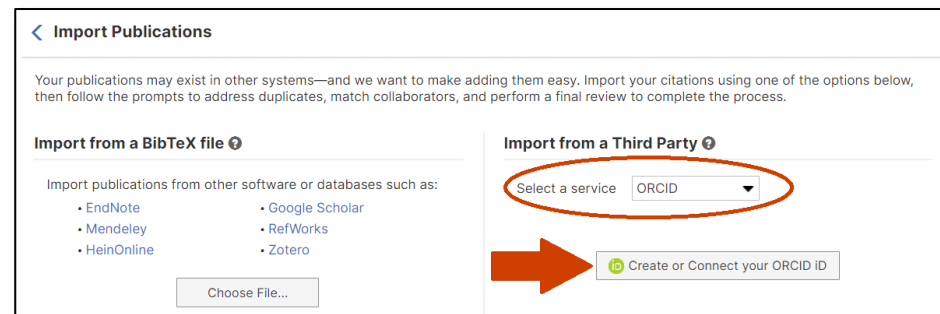 Import Publications
Your publications may exist in other systems—and we want to make adding them easy. Import your citations using one of the options below,
then follow the prompts to address duplicates, match collaborators, and perform a final review to complete the process.
Import from a BibTeX file ?
Import publications from other software or databases such as:
• EndNote
• Mendeley
• HeinOnline
• Google Scholar
• RefWorks
• Zotero
Choose File...
Import from a Third Party ?
Select a service ORCID
iD Create or Connect your ORCID iD